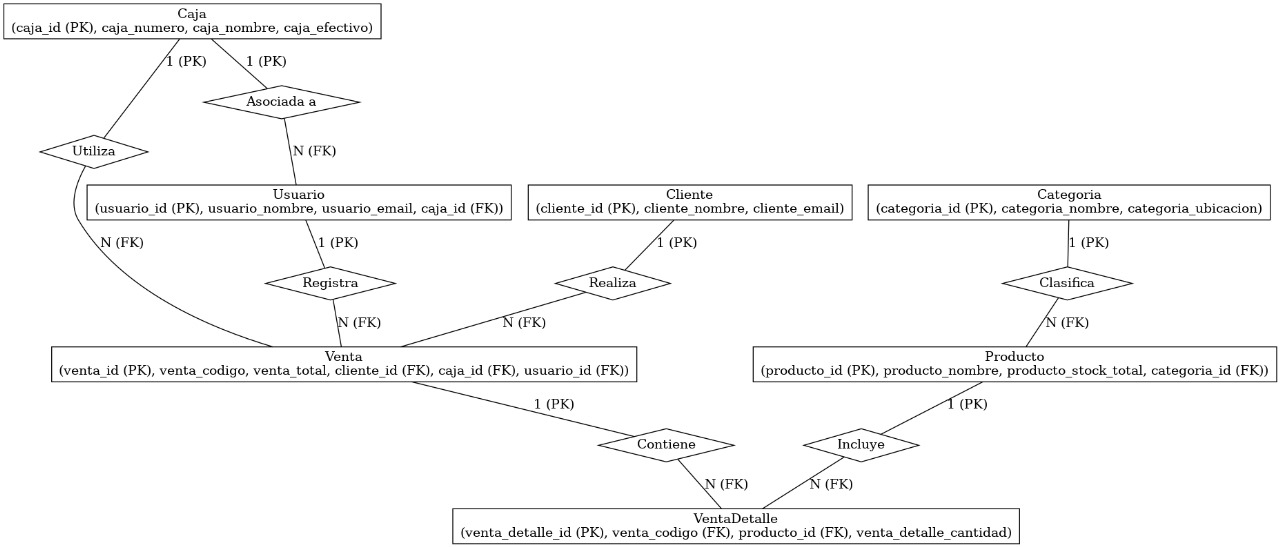 Caja
(caja_id (PK), caja_numero, caja_nombre, caja_efectivo)
1 (PK)
1 (PK)
Asociada a
Utiliza
N (FK)
Usuario
(usuario_id (PK), usuario_nombre, usuario_email, caja_id (FK))
Cliente
(cliente_id (PK), cliente_nombre, cliente_email)
Categoria
(categoria_id (PK), categoria_nombre, categoria_ubicacion)
N (FK)
1 (PK)
1 (PK)
1 (PK)
Registra
Realiza
Clasifica
N (FK)
N (FK)
N (FK)
Venta
(venta_id (PK), venta_codigo, venta_total, cliente_id (FK), caja_id (FK), usuario_id (FK))
Producto
(producto_id (PK), producto_nombre, producto_stock_total, categoria_id (FK))
1 (PK)
1 (PK)
Contiene
Incluye
N (FK)
N (FK)
VentaDetalle
(venta_detalle_id (PK), venta_codigo (FK), producto_id (FK), venta_detalle_cantidad)